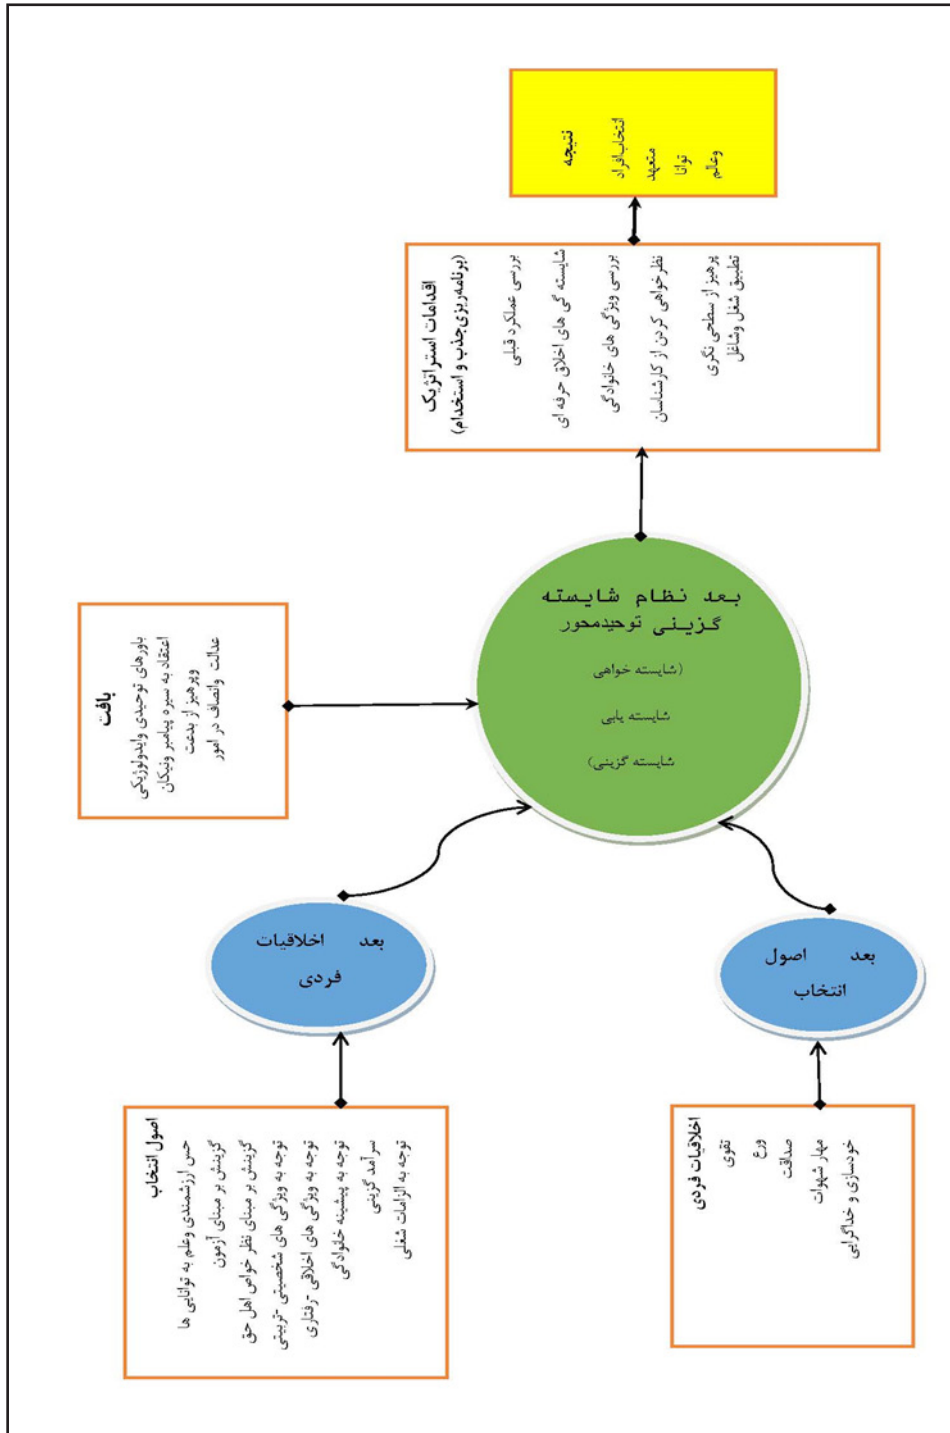 نتیجه
انتخاب‌افراد
متعهد
توانا
وعالم
اقدامات استراتژیک
(برنامه‌ریزی‌جذب و استخدام)
بررسی عملکرد قبلی
شایسته گی های اخلاق حرفه ای
بررسی ویژگی های خانوادگی
نظرخواهی کردن از کارشناسان
پرهیز از سطحی نگری
تطبیق شغل وشاغل
بعد نظام شایسته
گزینی توحیدمحور
(شایسته خواهی
شایسته یابی
شایسته گزینی)
بافت
باورهای توحیدی وایدولوژیکی
اعتقاد به سیره پیامبر ونیکان
وپرهیز از بدعت
عدالت وانصاف در امور
بعد اخلاقیات
فردی
بعد اصول
انتخاب
اصول انتخاب
حس ارزشمندی وعلم به توانایی ها
گزینش بر مبنای آزمون
گزینش بر مبنای نظر خواص اهل حق
توجه به ویژگی های شخصیتی -تربیتی
توجه به ویژگی های اخلاقی -رفتاری
توجه به پیشینه خانوادگی
سرآمد گزینی
توجه به الزامات شغلی
اخلاقیات فردی
تقوی
ورع
صداقت
مهار شهوات
خودسازی و خداگرایی